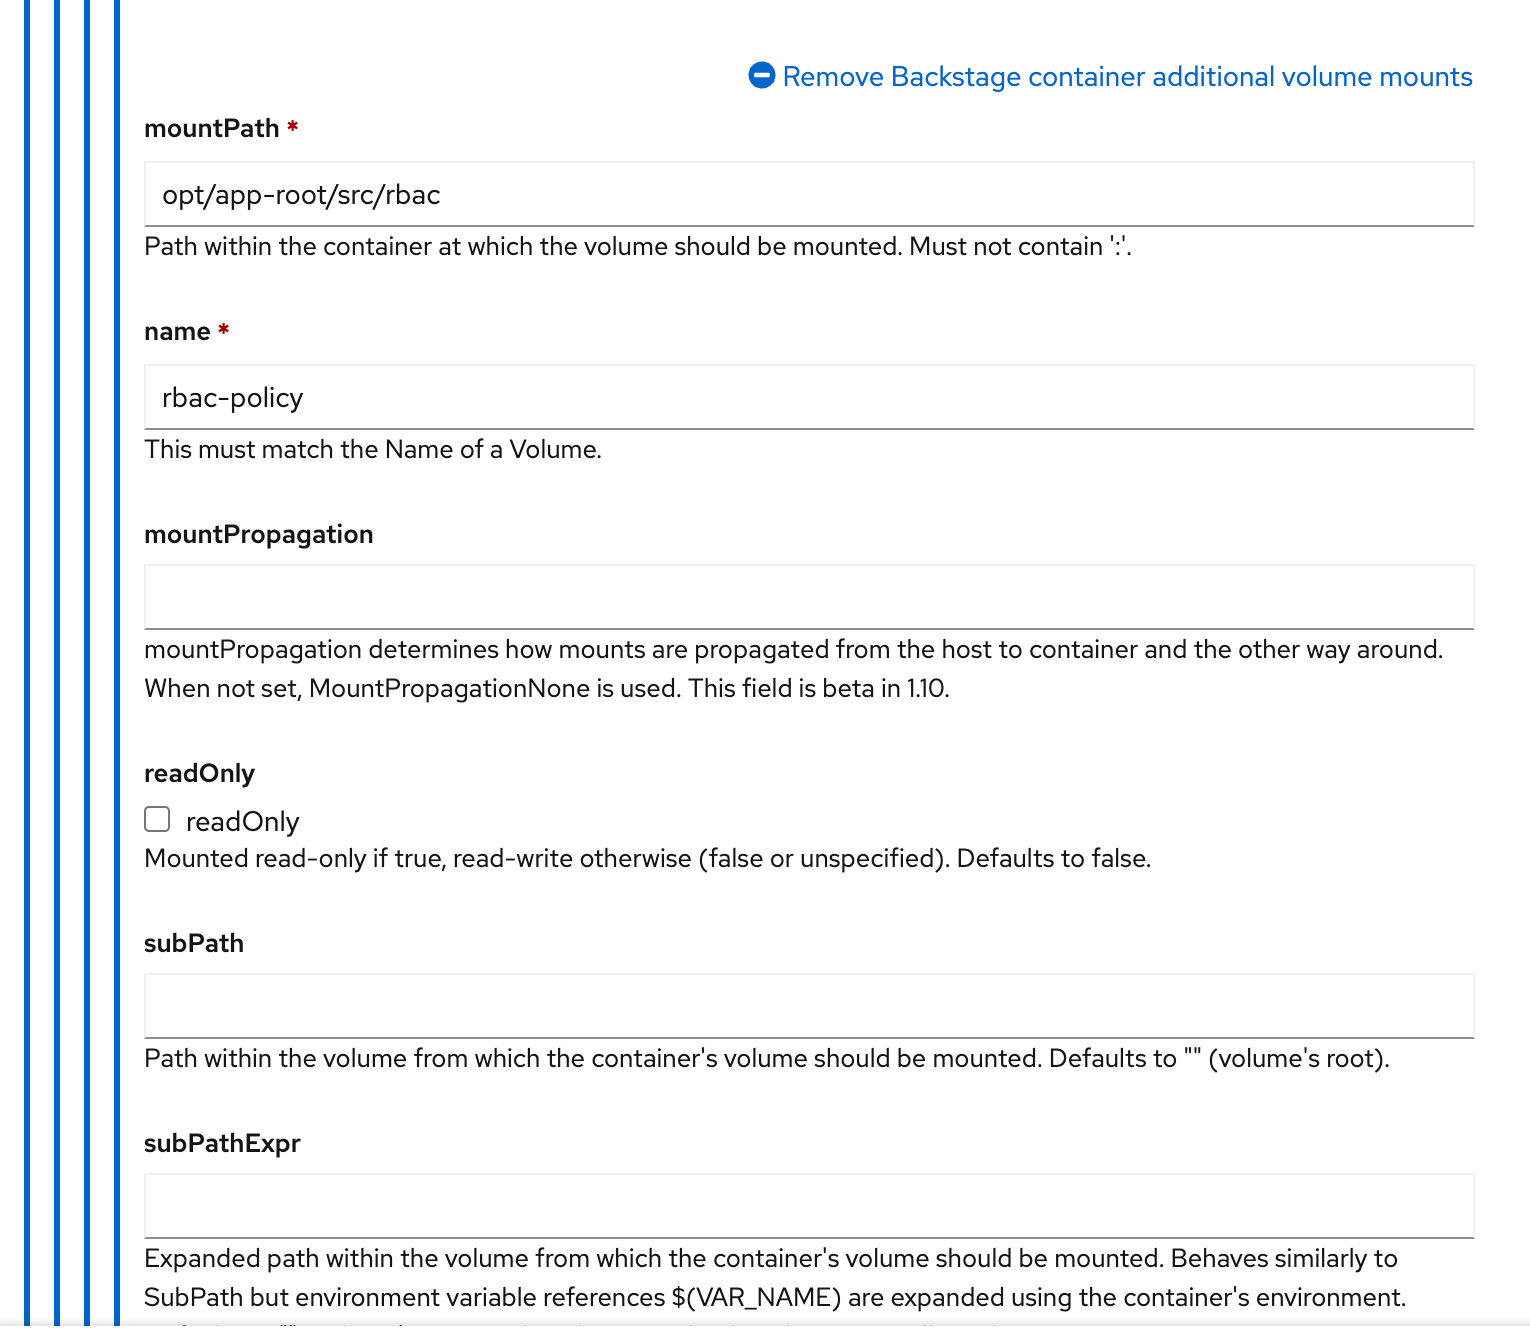 Remove Backstage container additional volume mounts
mountPath *
opt/app-root/src/rbac
Path within the container at which the volume should be mounted. Must not contain ':'.
name *
rbac-policy
This must match the Name of a Volume.
mountPropagation
mountPropagation determines how mounts are propagated from the host to container and the other way around.
When not set, MountPropagationNone is used. This field is beta in 1.10.
readOnly
readOnly
Mounted read-only if true, read-write otherwise (false or unspecified). Defaults to false.
subPath
Path within the volume from which the container's volume should be mounted. Defaults to "" (volume's root).
subPathExpr
Expanded path within the volume from which the container's volume should be mounted. Behaves similarly to
SubPath but environment variable references $(VAR_NAME) are expanded using the container's environment.